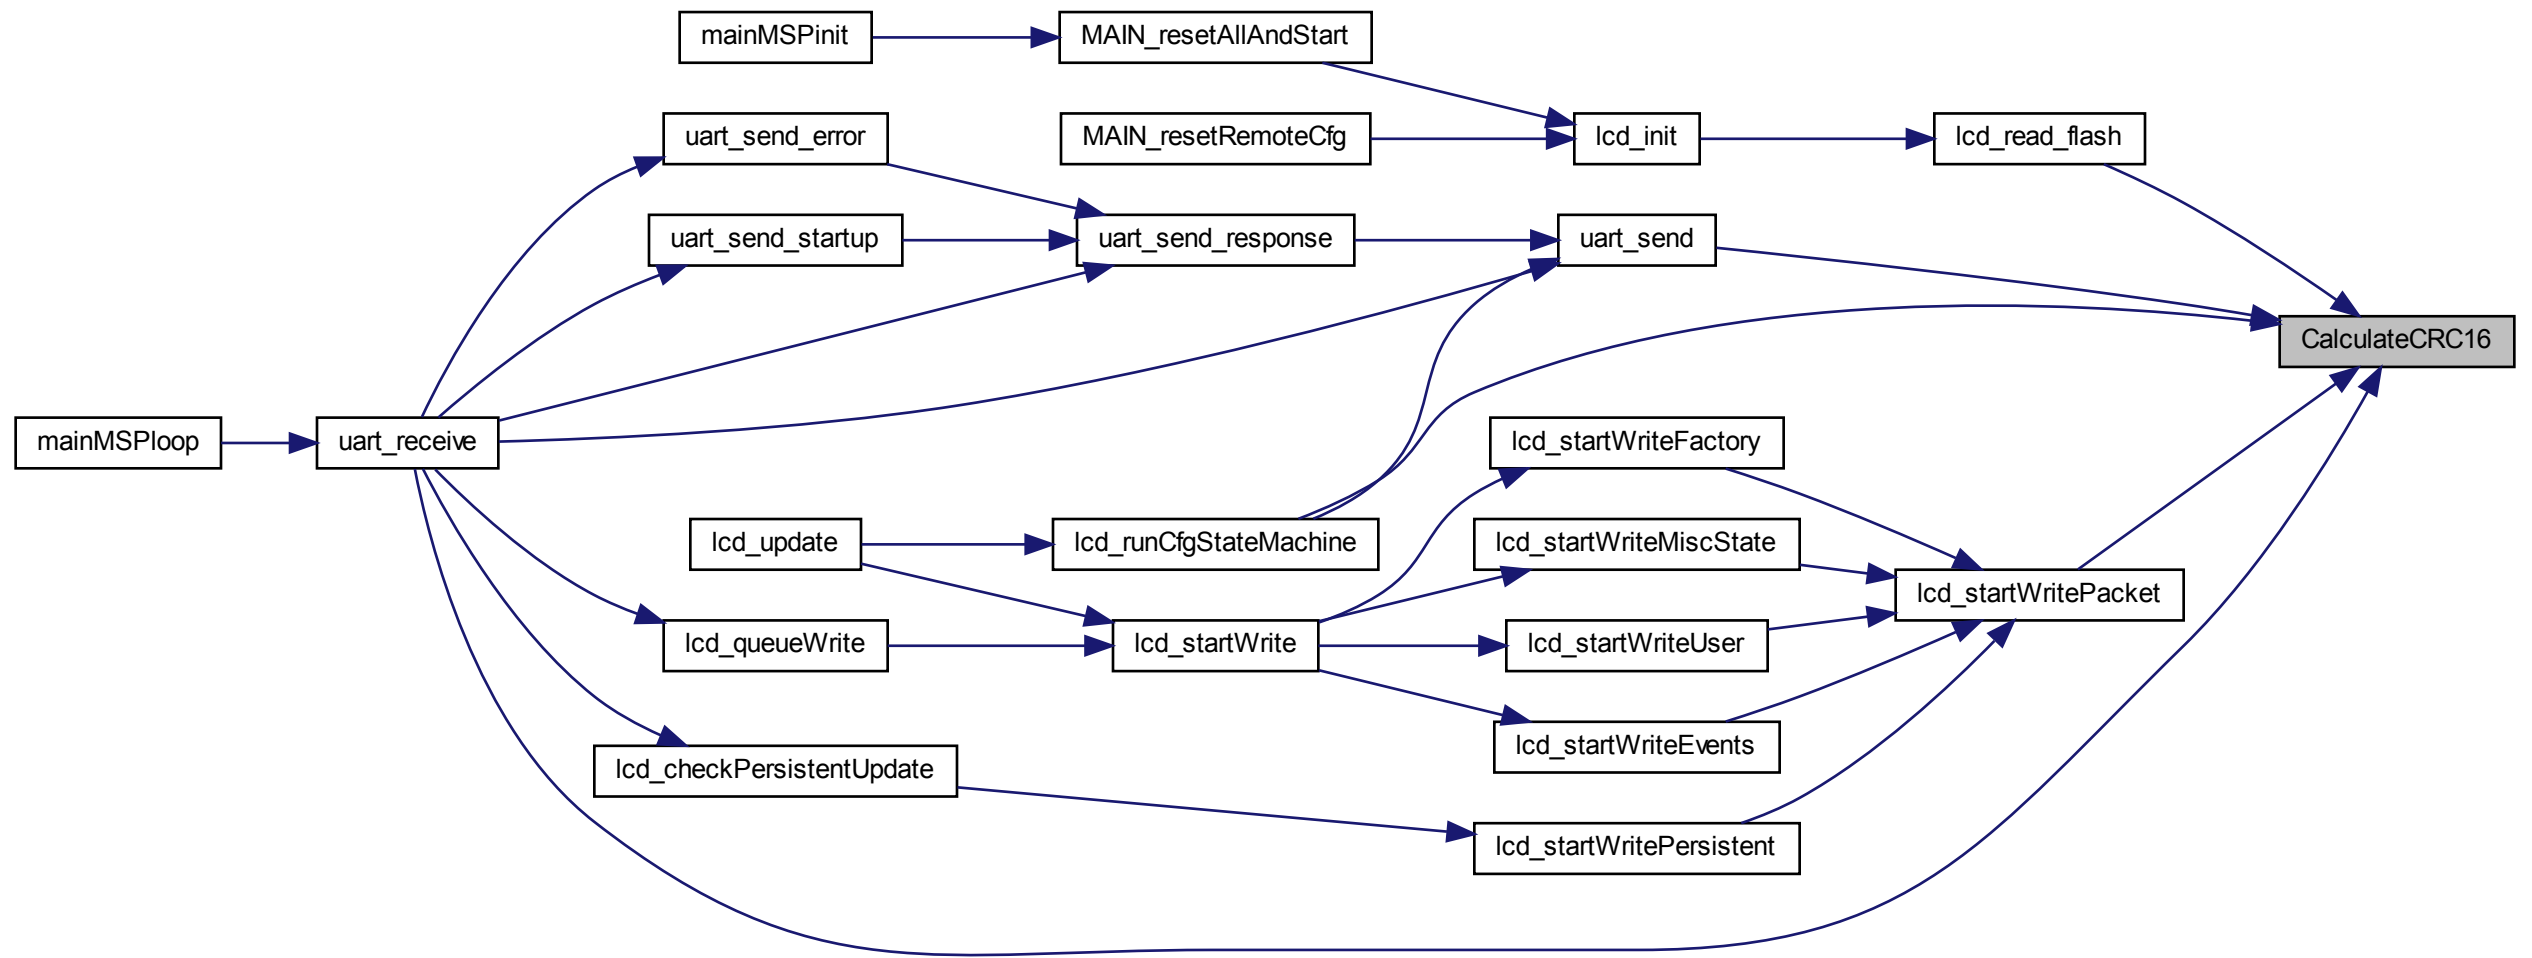 mainMSPinit
MAIN_resetAllAndStart
uart_send_error
MAIN_resetRemoteCfg
lcd_init
lcd_read_flash
uart_send_startup
uart_send_response
uart_send
CalculateCRC16
mainMSPloop
uart_receive
lcd_startWriteFactory
lcd_update
lcd_runCfgStateMachine
lcd_startWriteMiscState
lcd_startWritePacket
lcd_queueWrite
lcd_startWrite
lcd_startWriteUser
lcd_startWriteEvents
lcd_checkPersistentUpdate
lcd_startWritePersistent